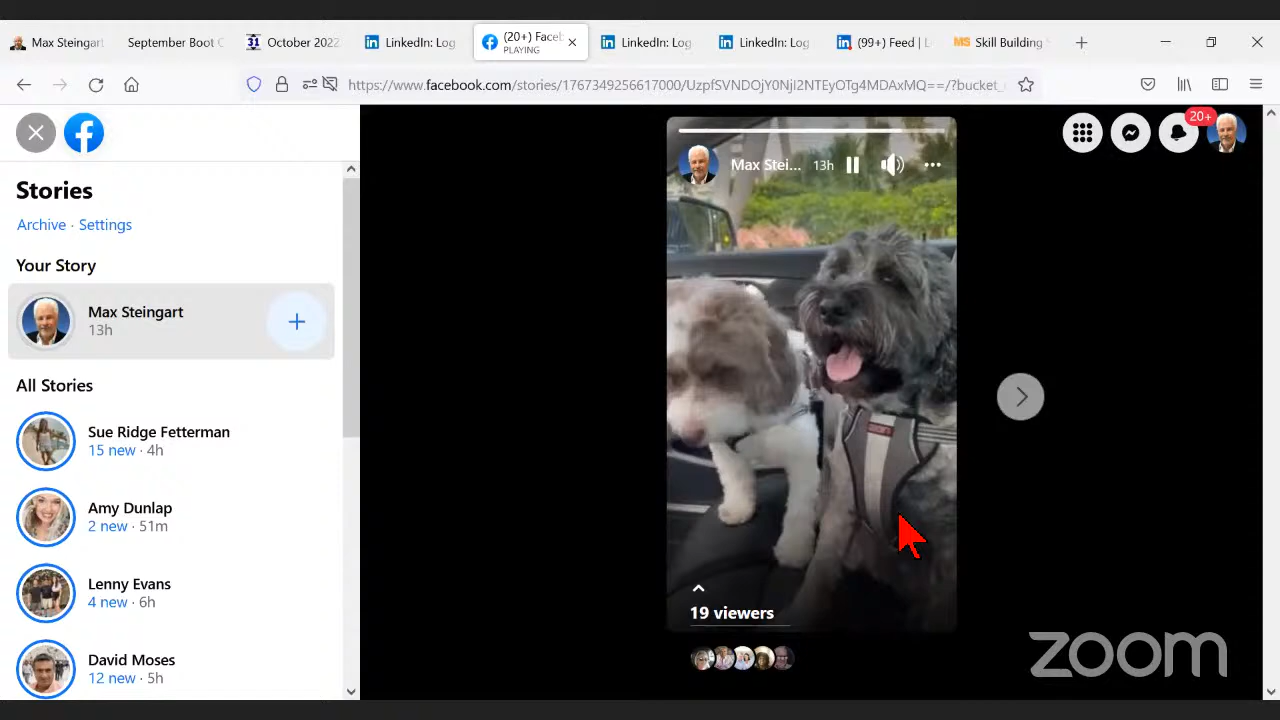 Max Steingart
September Boot C
31 October 2022
LinkedIn: Log
(20+) Faceb
PLAYING
LinkedIn: Log
LinkedIn: Log
(99+) Feed | L
MS Skill Building
https://www.facebook.com/stories/1767349256617000/UzpfSVNDOjY0NjI2NTEyOTg4MDAxMQ==/?bucket_
20+
Stories
Archive · Settings
Your Story
Max Steingart
13h
All Stories
Sue Ridge Fetterman
15 new · 4h
Amy Dunlap
2 new · 51m
Lenny Evans
4 new · 6h
David Moses
12 new · 5h
Max Stei... 13h
19 viewers
zoom